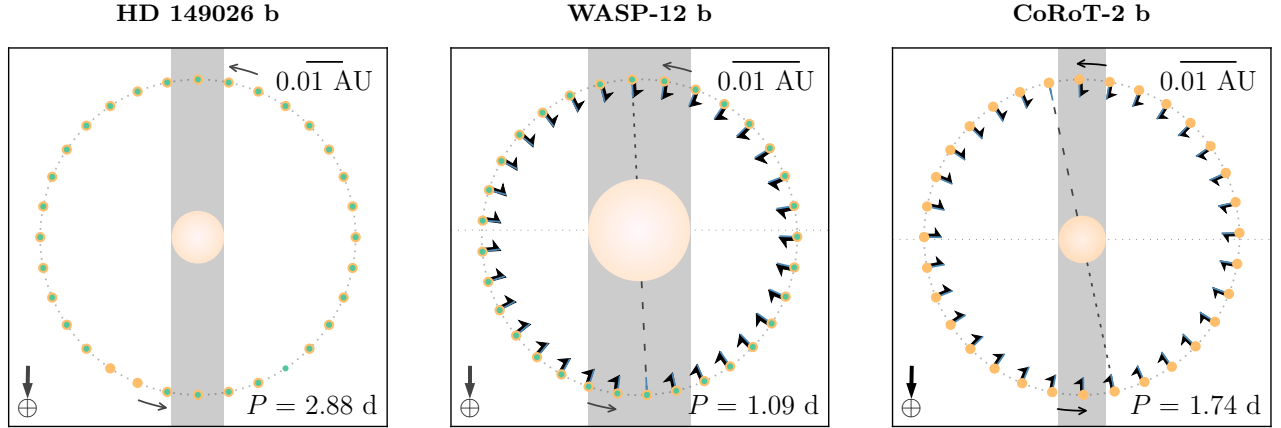 HD 149026 b
WASP-12 b
CoRoT-2 b
0.01 AU
0.01 AU
0.01 AU
P = 2.88 d
P = 1.09 d
P = 1.74 d